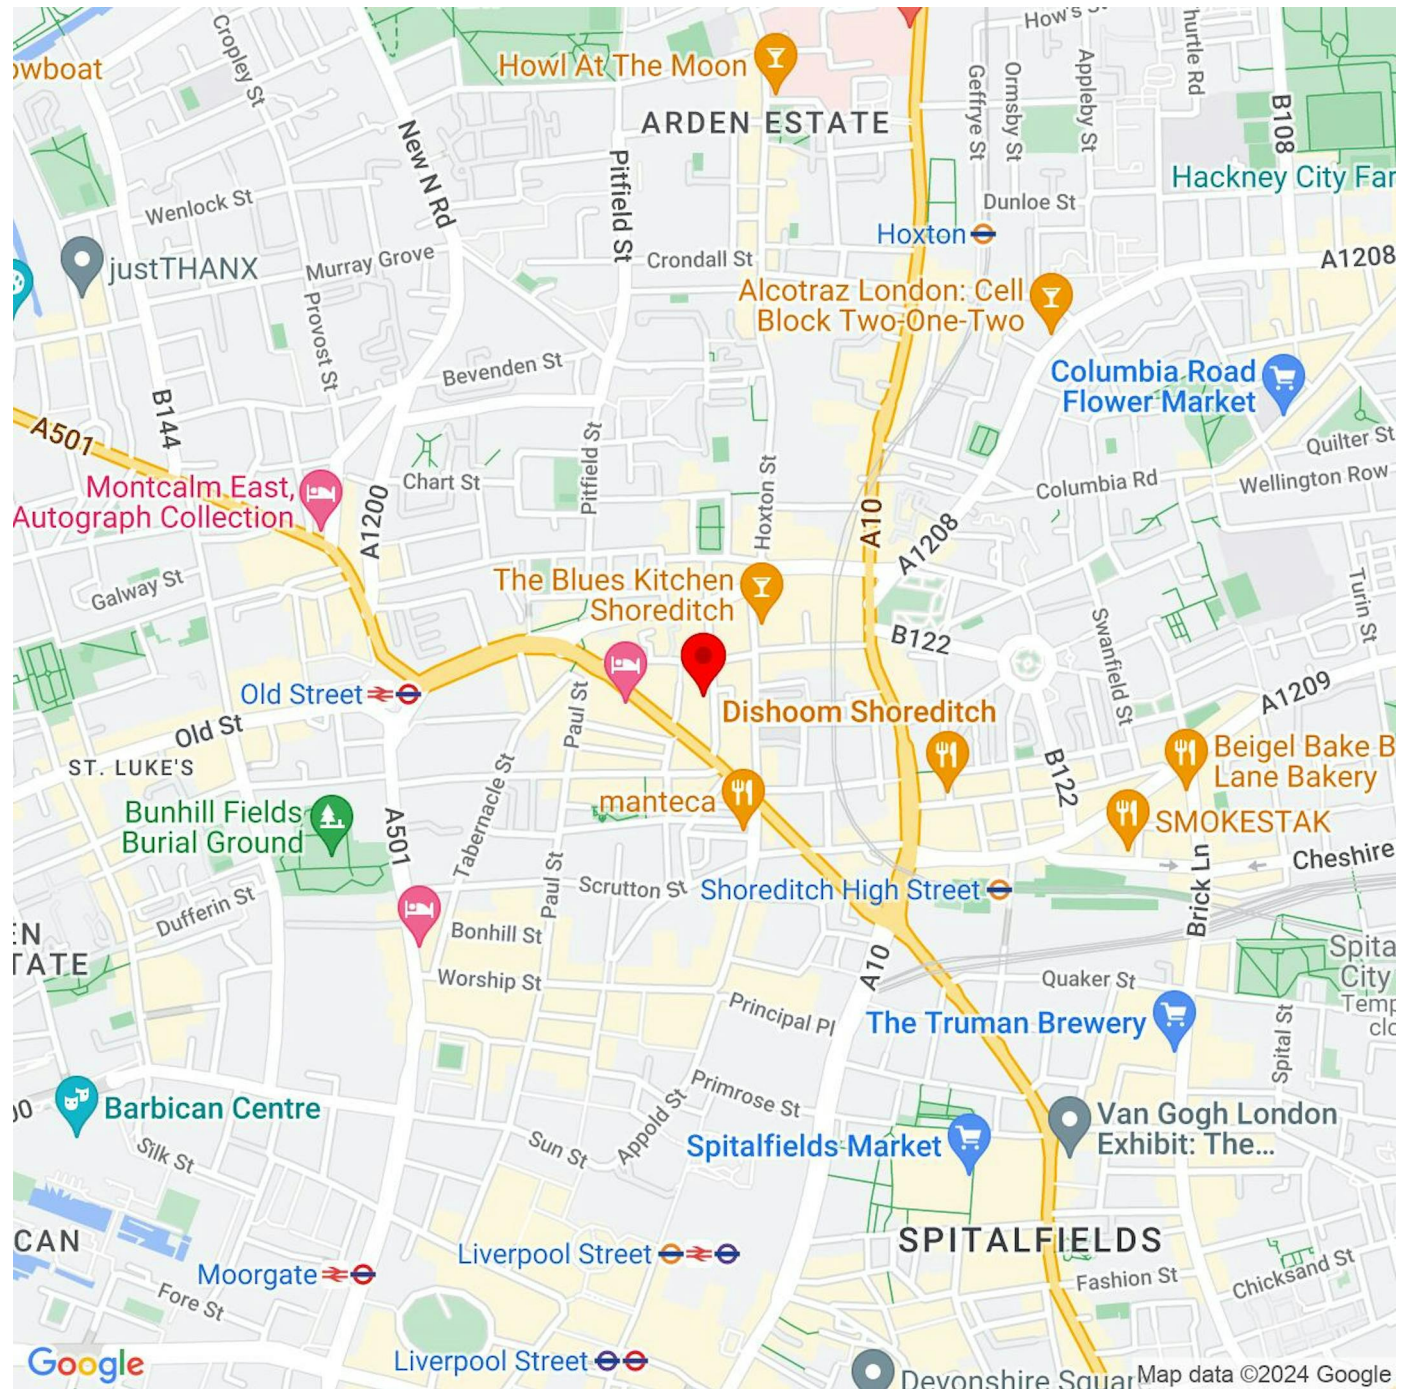 Cropley St
How's St
Thurtle Rd
owboat
Howl At The Moon
Geffrye St
Ormsby St
Appleby St
B108
ARDEN ESTATE
New N Rd
Pitfield St
Hackney City Far
Wenlock St
Dunloe St
Hoxton
justTHANX
Murray Grove
Crondall St
A1208
Alcotraz London: Cell
Block Two-One-Two
Provost St
Bevenden St
Columbia Road
Flower Market
B144
A501
Pitfield St
Quilter St
Montcalm East,
Autograph Collection
Chart St
Hoxton St
Columbia Rd
Wellington Row
A1200
A10
A1208
Galway St
The Blues Kitchen
Shoreditch
Turin St
B122
Swanfield St
Old Street
Paul St
Dishoom Shoreditch
A1209
Old St
ST. LUKE'S
B122
Beigel Bake B
Lane Bakery
Bunhill Fields
Burial Ground
A501
Tabernacle St
manteca
SMOKESTAK
Cheshire
Paul St
Scrutton St
Shoreditch High Street
Brick Ln
Dufferin St
Bonhill St
EN
TATE
Worship St
A10
Quaker St
Spita
City
Temp
clo
Principal Pl
The Truman Brewery
Spital St
Primrose St
Barbican Centre
Appold St
Van Gogh London
Exhibit: The...
Silk St
Sun St
Spitalfields Market
CAN
Liverpool Street
SPITALFIELDS
Moorgate
Fore St
Fashion St
Chicksand St
Google
Liverpool Street
Devonshire Squar
Map data ©2024 Google